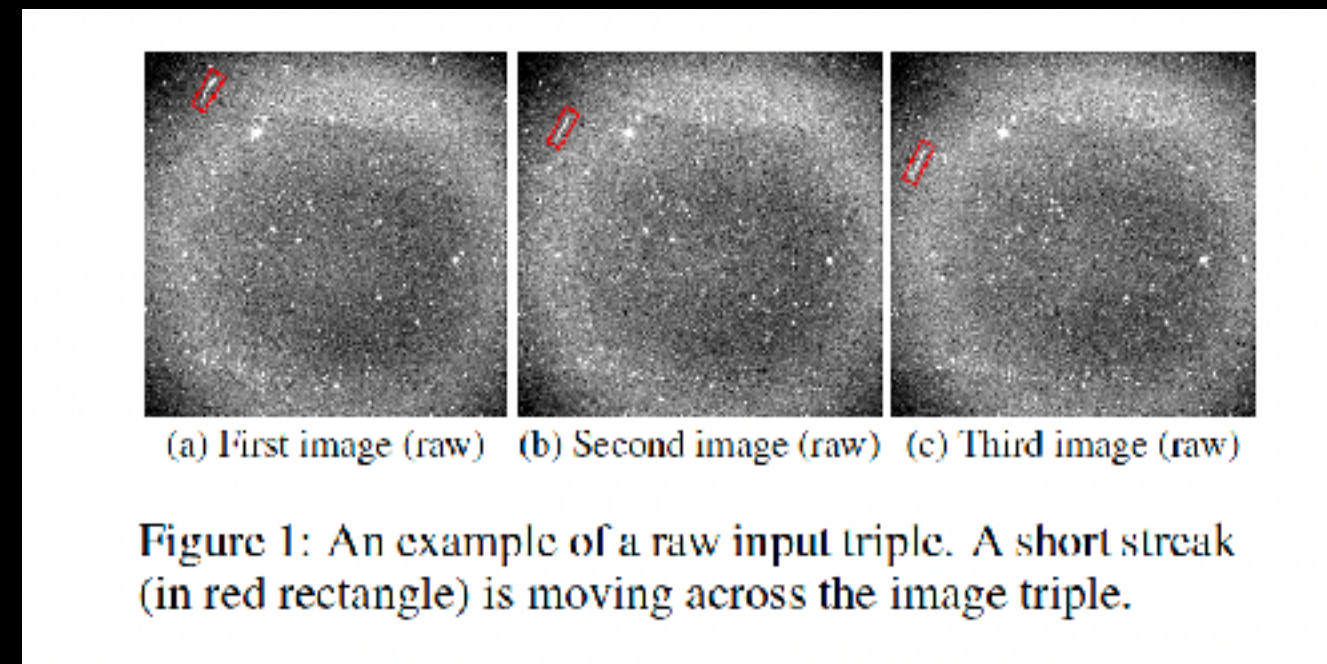 (a) First image (raw) (b) Second image (raw) (c) Third image (raw)
Figure 1: An example of a raw input triple. A short streak
(in red rectangle) is moving across the image triple.